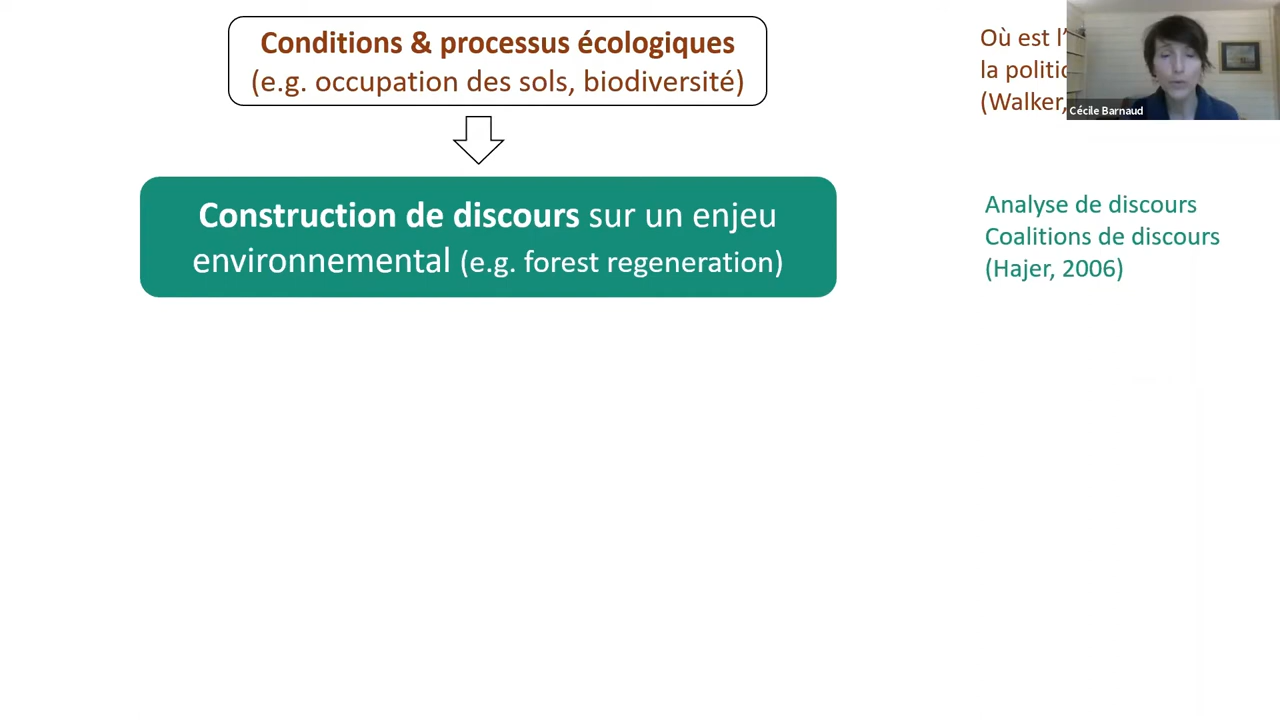 Conditions & processus écologiques
(e.g. occupation des sols, biodiversité)
Où est l'
la
(Walker,
Cécile Barnaud
Construction de discours sur un enjeu
environnemental (e.g. forest regeneration)
Analyse de discours
Coalitions de discours
(Hajer, 2006)